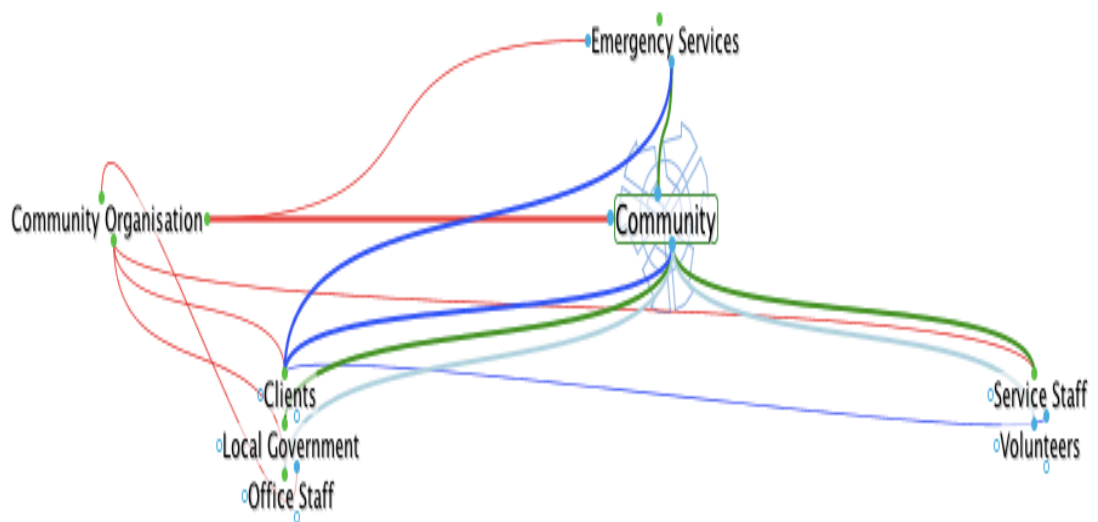 Emergency Services
Community Organisation
Community
Clients
Service Staff
Local Government
Volunteers
Office Staff